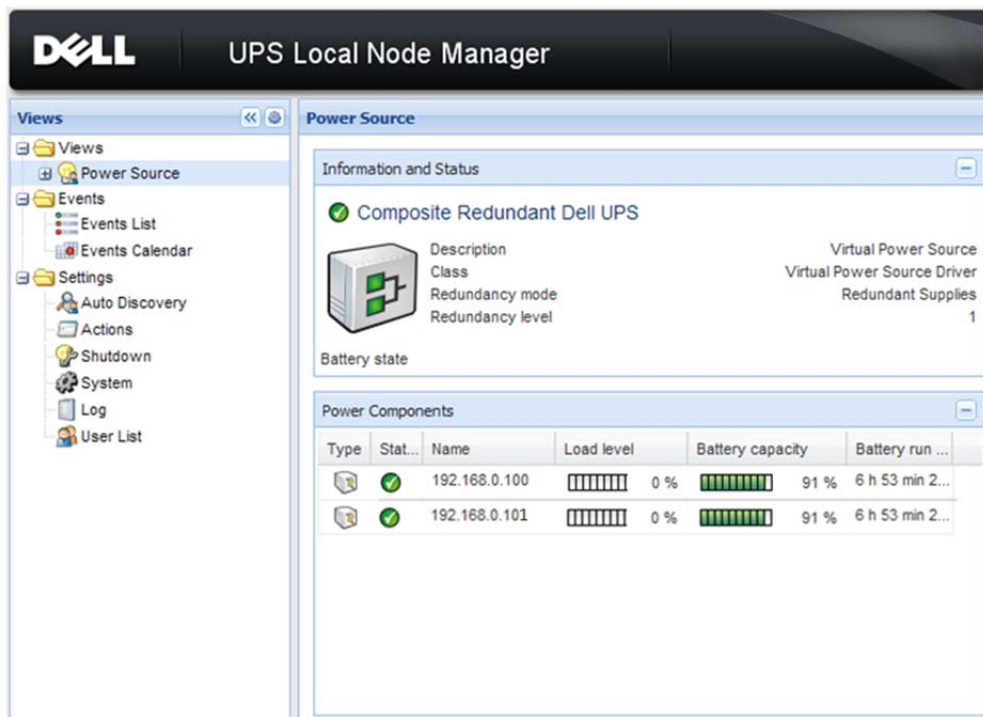 DELL
UPS Local Node Manager
Views
Views
Power Source
Events
Events List
Events Calendar
Settings
Auto Discovery
Actions
Shutdown
System
Log
User List
Power Source
Information and Status
Composite Redundant Dell UPS
Description Virtual Power Source
Class Virtual Power Source Driver
Redundancy mode Redundant Supplies
Redundancy level 1
Battery state
Power Components
Type Stat... Name Load level Battery capacity Battery run ...
192.168.0.100 0 % 91 % 6 h 53 min 2...
192.168.0.101 0 % 91 % 6 h 53 min 2...